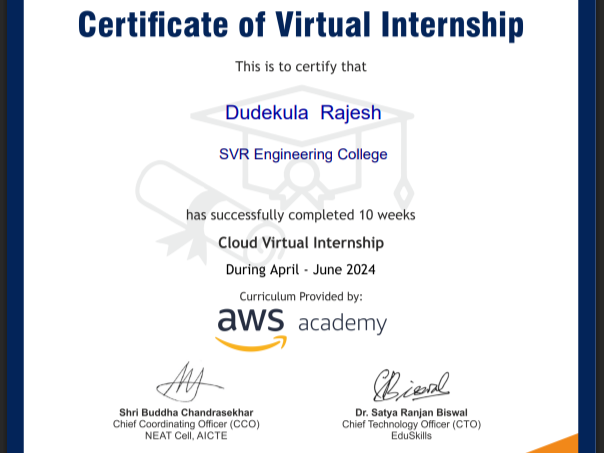 Certificate of Virtual Internship
This is to certify that
Dudekula Rajesh
SVR Engineering College
has successfully completed 10 weeks
Cloud Virtual Internship
During April - June 2024
Curriculum Provided by:
aws academy
Shri Buddha Chandrasekhar
Chief Coordinating Officer (CCO)
NEAT Cell, AICTE
Biswal
Dr. Satya Ranjan Biswal
Chief Technology Officer (CTO)
EduSkills